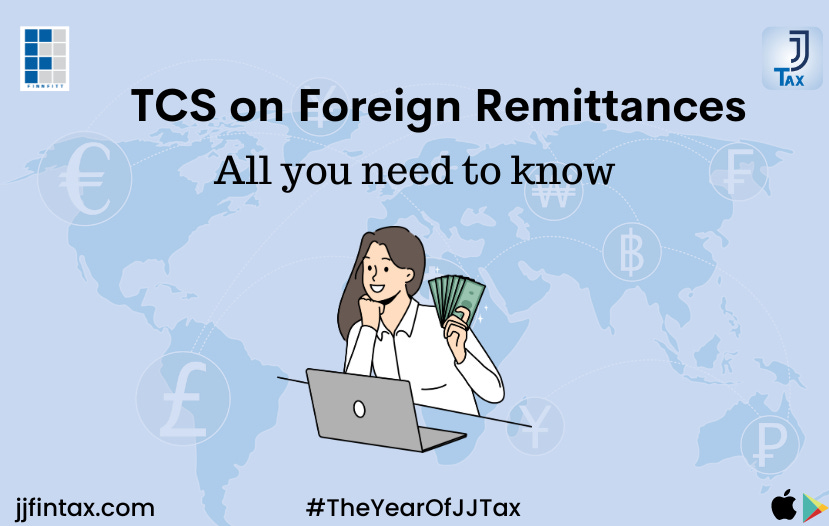 FINNFITT
J
TAX
TCS on Foreign Remittances
All you need to know
jjfintax.com
#TheYearOfJJTax